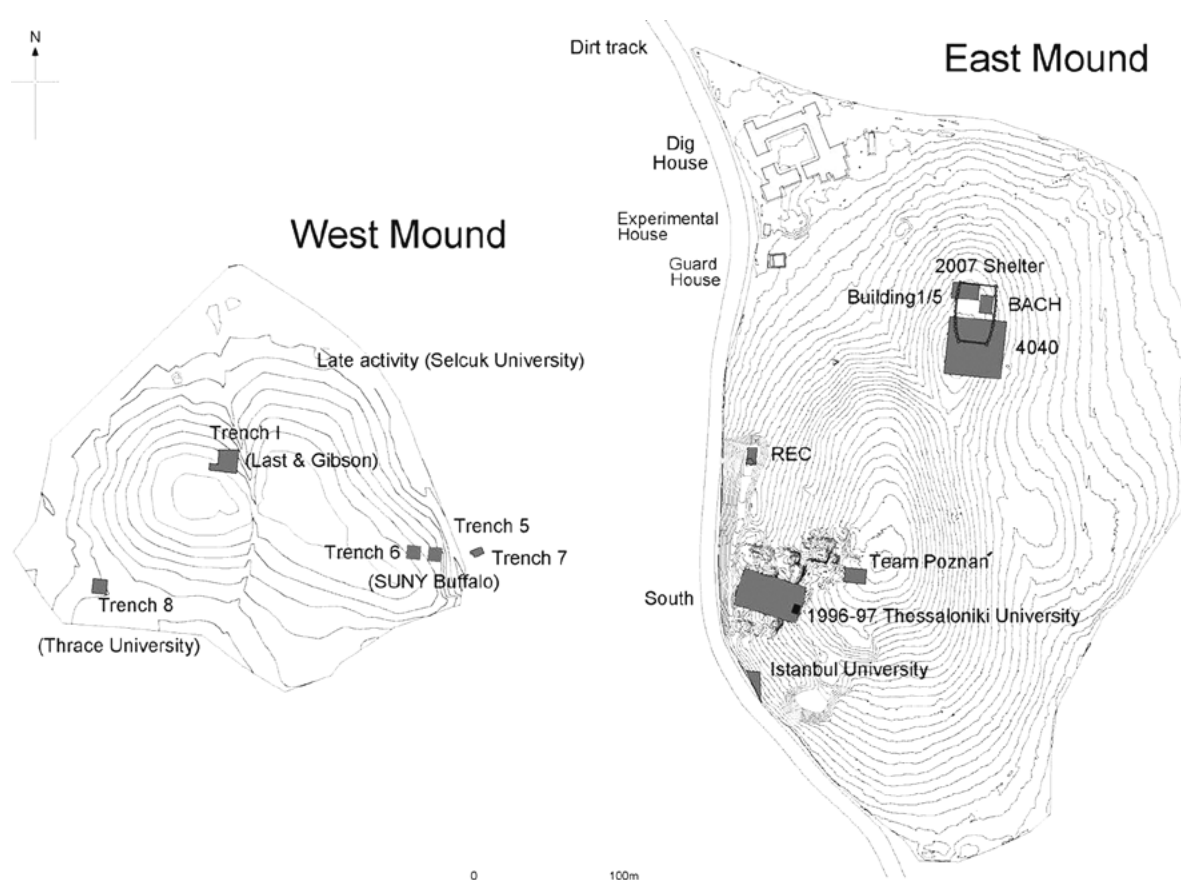 N
Dirt track
East Mound
Dig
House
Experimental
House
Guard
House
West Mound
2007 Shelter
Building1/5
BACH
4040
Late activity (Selcuk University)
Trench I
(Last & Gibson)
REC
Trench 5
Trench 6
Trench 7
(SUNY Buffalo)
Team Poznań
Trench 8
South
1996-97 Thessaloniki University
(Thrace University)
Istanbul University
0 100m